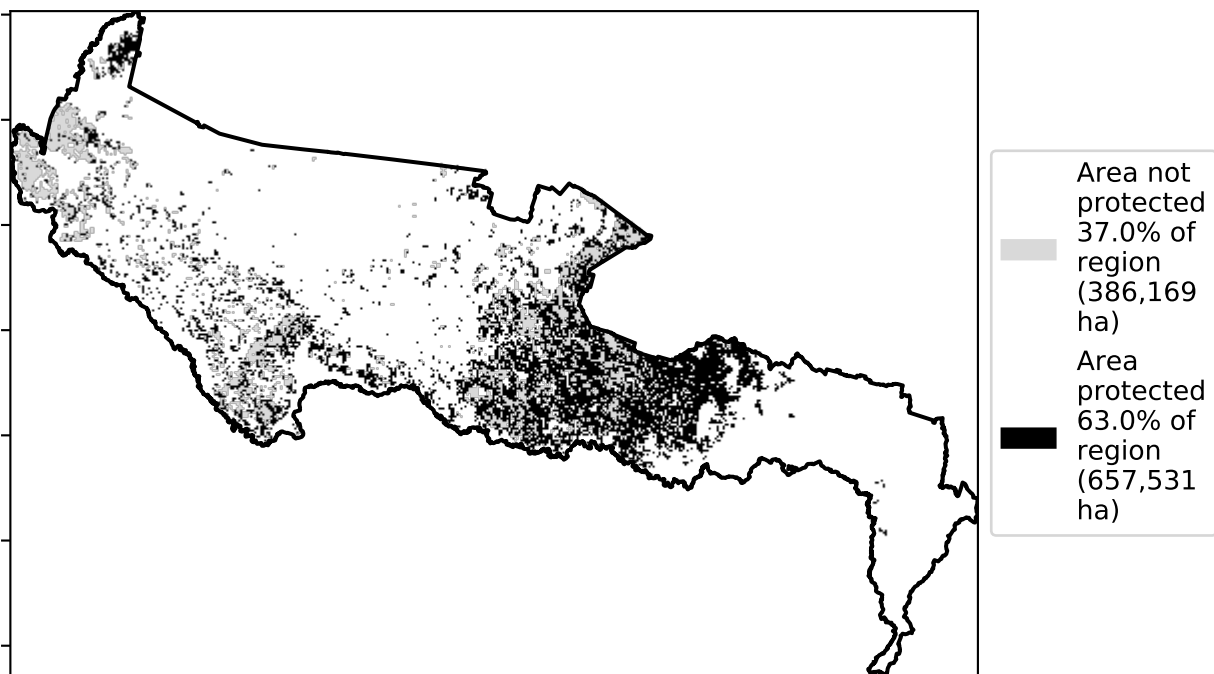 Area not
protected
37.0% of
region
(386,169
ha)
Area
protected
63.0% of
region
(657,531
ha)